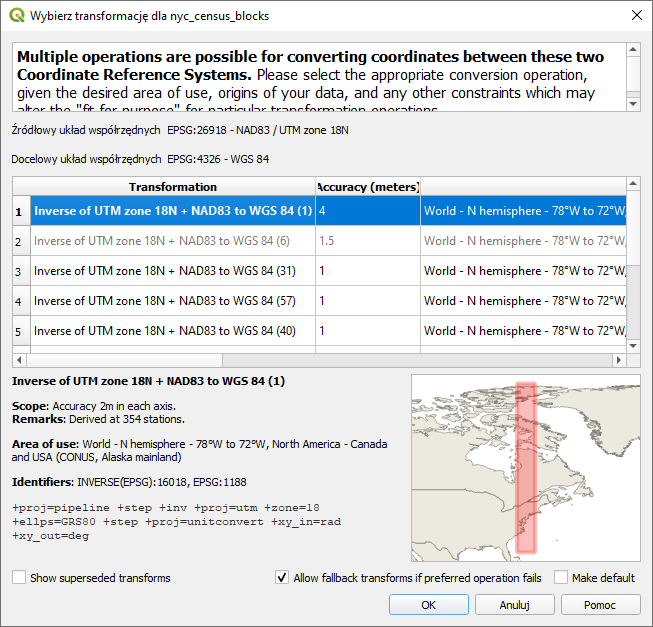 Wybierz transformację dla nyc_census_blocks
Multiple operations are possible for converting coordinates between these two
Coordinate Reference Systems. Please select the appropriate conversion operation,
given the desired area of use, origins of your data, and any other constraints which may
alter the "fit for purpose" for particular transformation operations.
Źródłowy układ współrzędnych EPSG:26918 - NAD83 / UTM zone 18N
Docelowy układ współrzędnych EPSG:4326 - WGS 84
Transformation Accuracy (meters)
1 Inverse of UTM zone 18N + NAD83 to WGS 84 (1) 4 World - N hemisphere - 78°W to 72°W,
2 Inverse of UTM zone 18N + NAD83 to WGS 84 (6) 1.5 World - N hemisphere - 78°W to 72°W,
3 Inverse of UTM zone 18N + NAD83 to WGS 84 (31) 1 World - N hemisphere - 78°W to 72°W,
4 Inverse of UTM zone 18N + NAD83 to WGS 84 (57) 1 World - N hemisphere - 78°W to 72°W,
5 Inverse of UTM zone 18N + NAD83 to WGS 84 (40) 1 World - N hemisphere - 78°W to 72°W,
Inverse of UTM zone 18N + NAD83 to WGS 84 (1)
Scope: Accuracy 2m in each axis.
Remarks: Derived at 354 stations.
Area of use: World - N hemisphere - 78°W to 72°W, North America - Canada
and USA (CONUS, Alaska mainland)
Identifiers: INVERSE(EPSG):16018, EPSG:1188
+proj=pipeline +step +inv +proj=utm +zone=18
+ellps=GRS80 +step +proj=unitconvert +xy_in=rad
+xy_out=deg
Show superseded transforms Allow fallback transforms if preferred operation fails Make default
OK Anuluj Pomoc